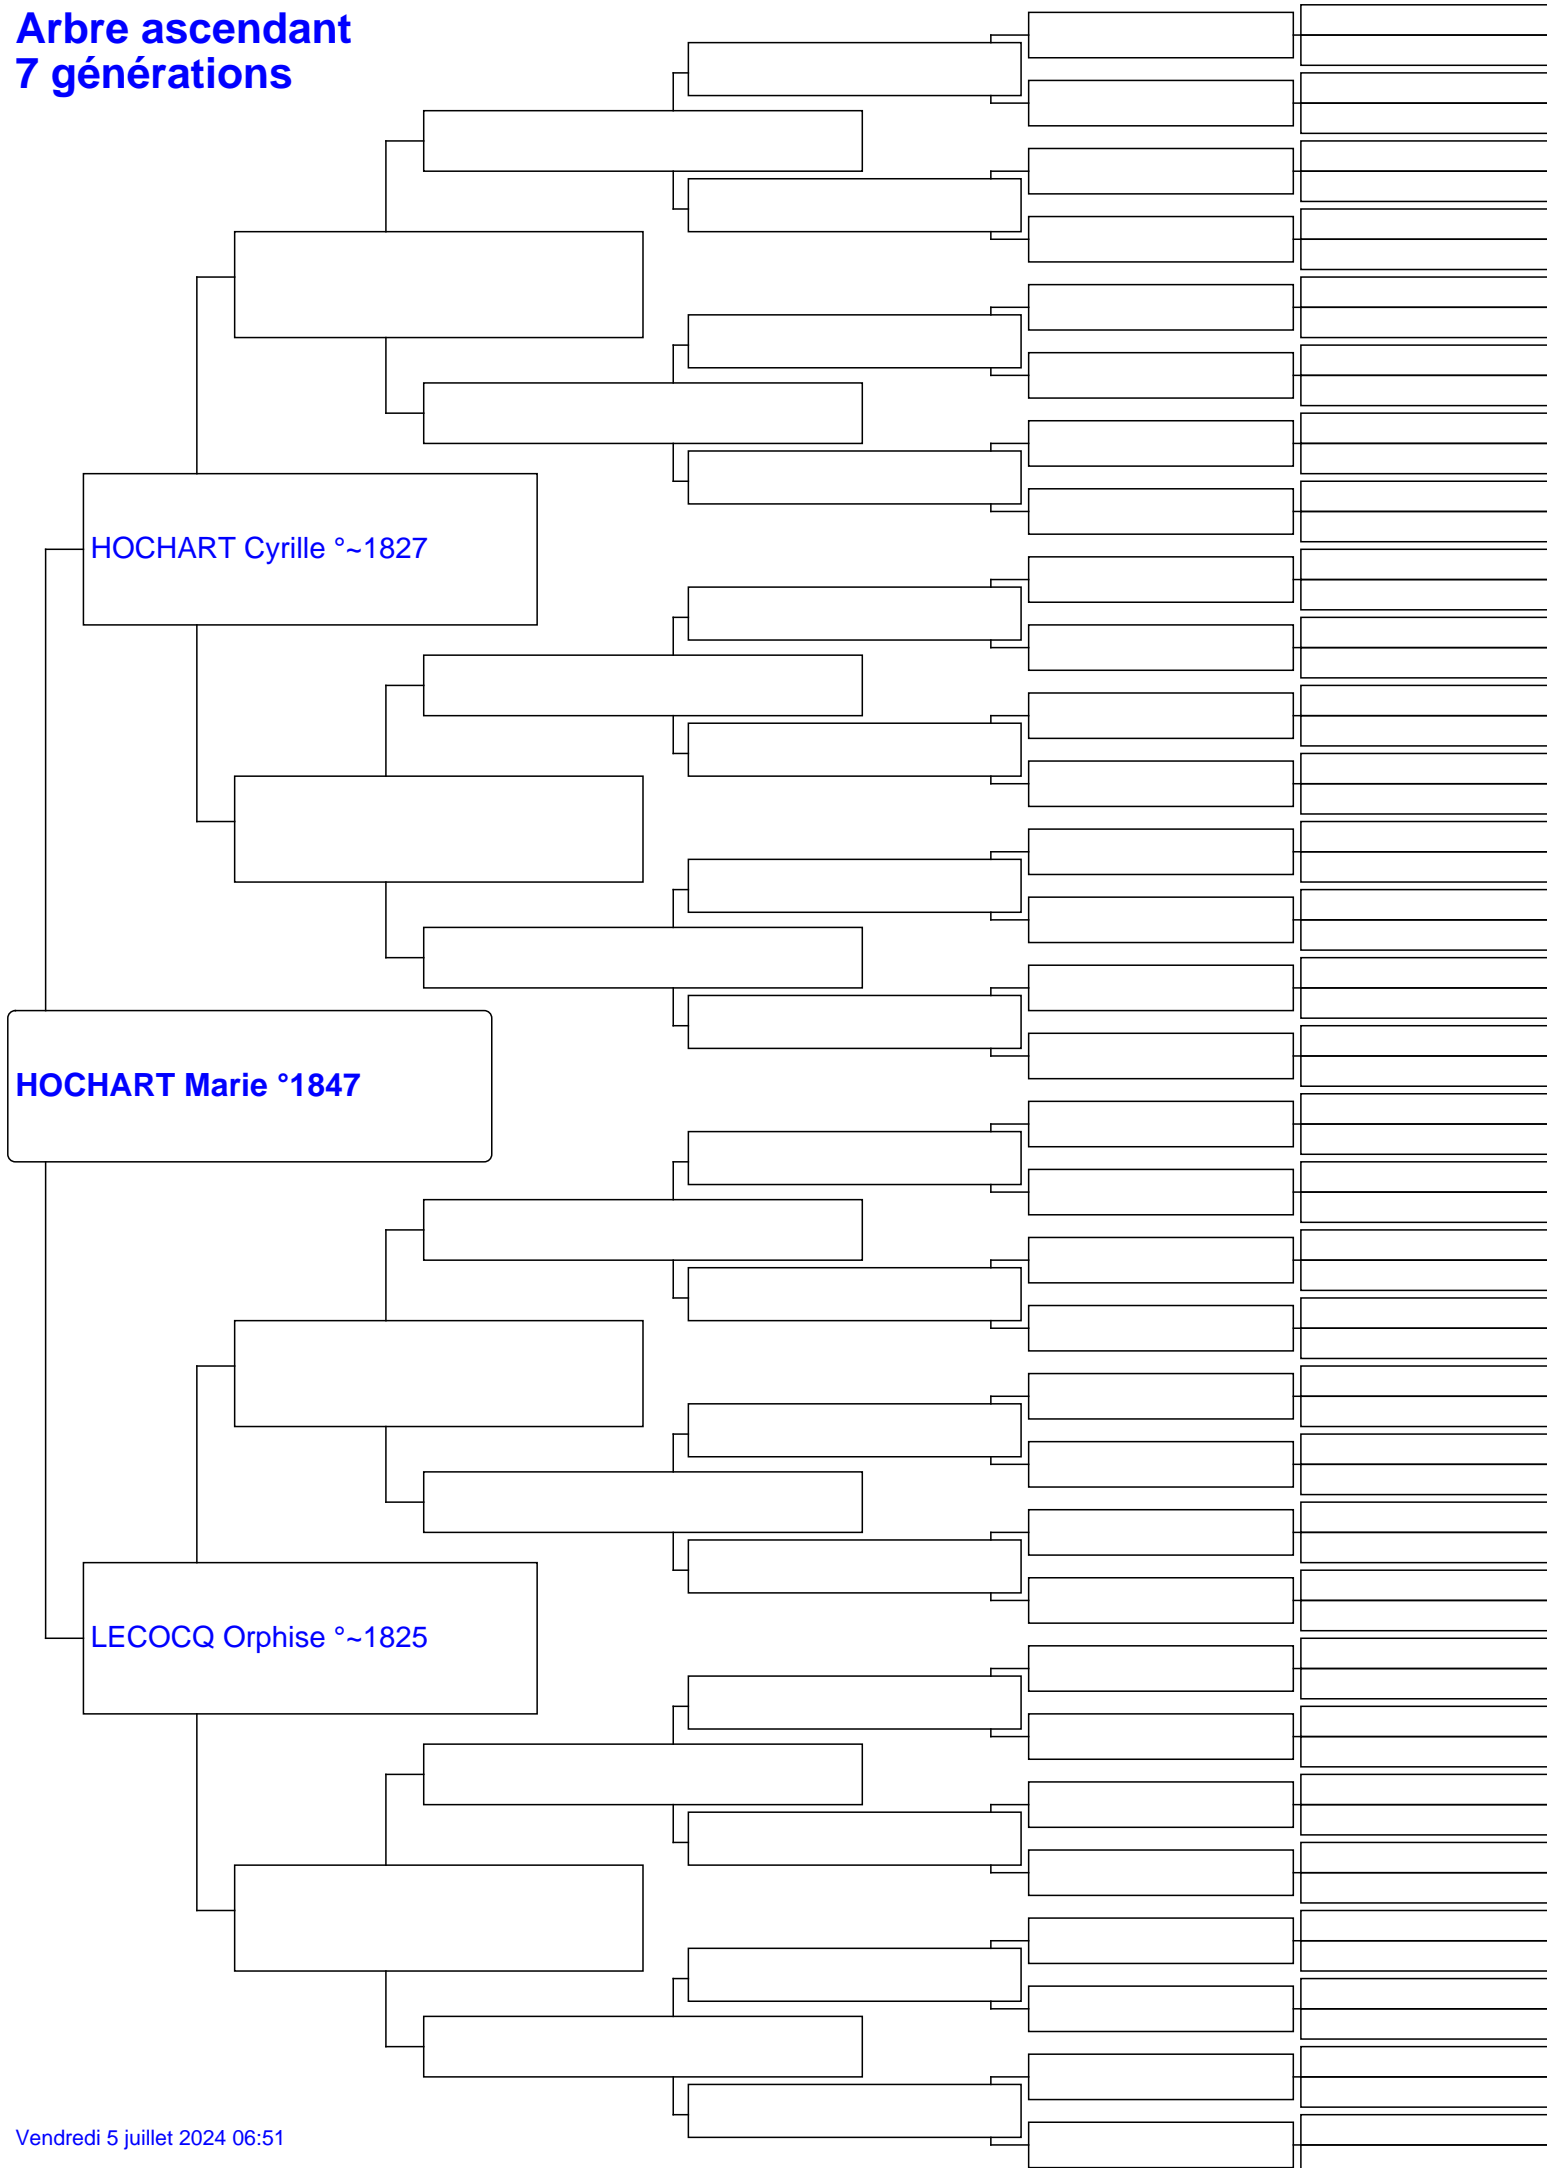 Arbre ascendant
7 générations
HOCHART Cyrille °~1827
HOCHART Marie °1847
LECOCQ Orphise °~1825
Vendredi 5 juillet 2024 06:51